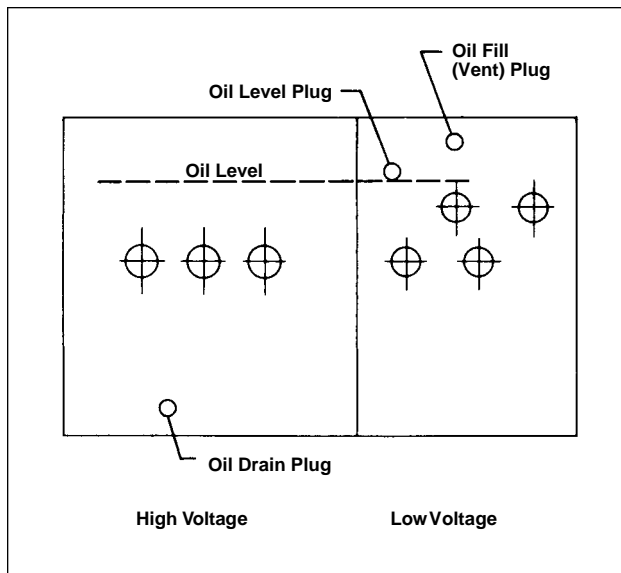 Oil Fill
(Vent) Plug
Oil Level Plug
Oil Level
Oil Drain Plug
High Voltage
Low Voltage